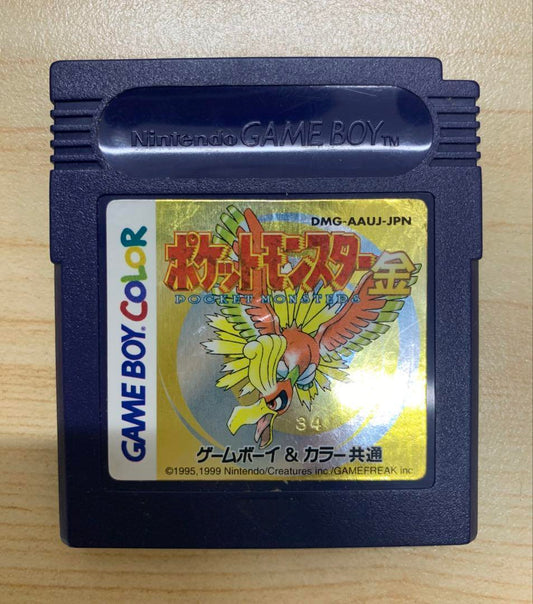 Nintendo GAME BOY TM
DMG-AAUJ-JPN
ポケットモンスター金
POCKET MONSTERS
GAME BOY COLOR
34
ゲームボーイ & カラー共通
©1995,1999 Nintendo/Creatures inc./GAMEFREAK inc.